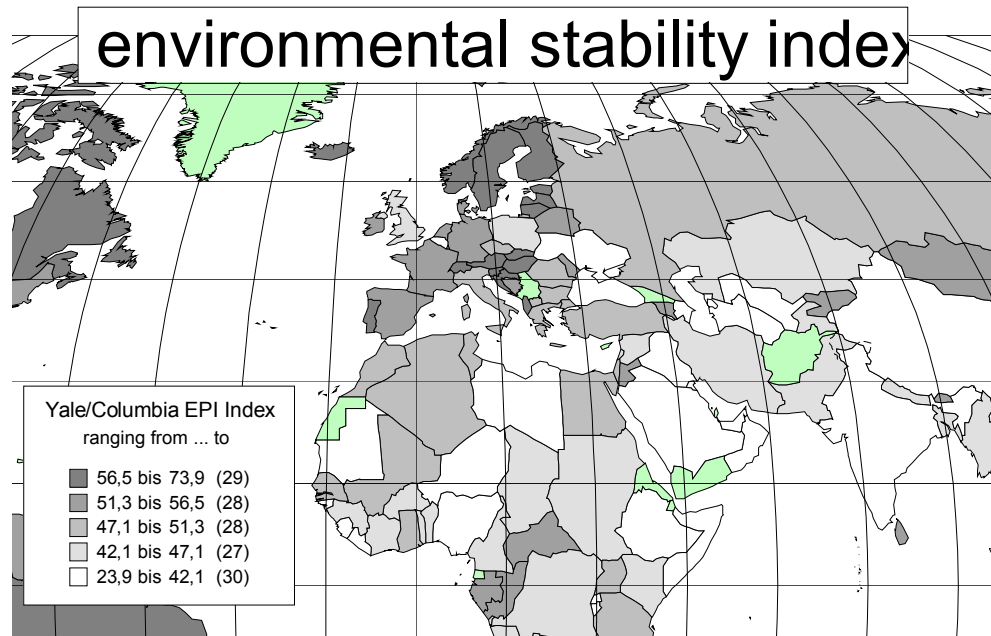 environmental stability index
Yale/Columbia EPI Index
ranging from ... to
56,5 bis 73,9 (29)
51,3 bis 56,5 (28)
47,1 bis 51,3 (28)
42,1 bis 47,1 (27)
23,9 bis 42,1 (30)